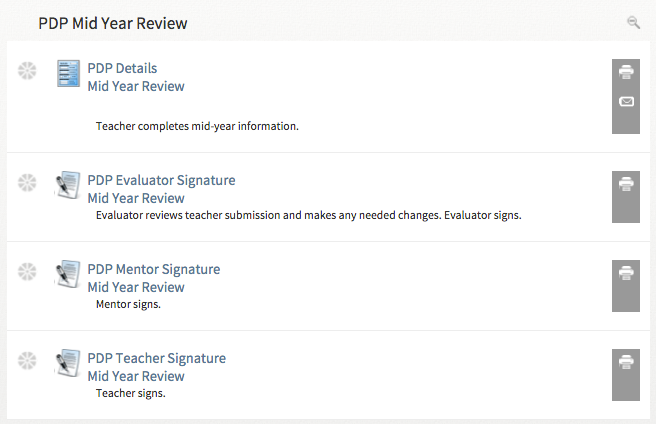 PDP Mid Year Review
PDP Details
Mid Year Review
Teacher completes mid-year information.
PDP Evaluator Signature
Mid Year Review
Evaluator reviews teacher submission and makes any needed changes. Evaluator signs.
PDP Mentor Signature
Mid Year Review
Mentor signs.
PDP Teacher Signature
Mid Year Review
Teacher signs.